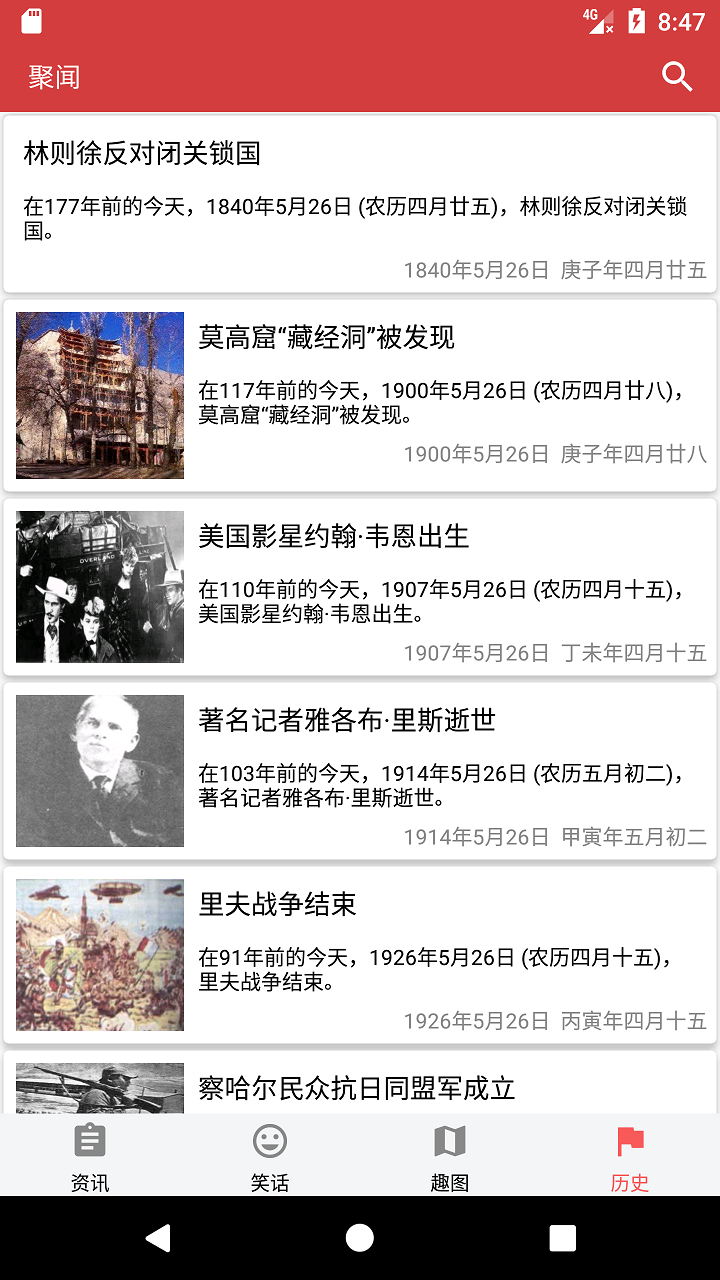 4G 8:47
聚闻
林则徐反对闭关锁国
在177年前的今天，1840年5月26日 (农历四月廿五)，林则徐反对闭关锁
国。
1840年5月26日 庚子年四月廿五
莫高窟“藏经洞”被发现
在117年前的今天，1900年5月26日 (农历四月廿八)，
莫高窟“藏经洞”被发现。
1900年5月26日 庚子年四月廿八
美国影星约翰·韦恩出生
在110年前的今天，1907年5月26日 (农历四月十五)，
美国影星约翰·韦恩出生。
1907年5月26日 丁未年四月十五
OVERLAND
著名记者雅各布·里斯逝世
在103年前的今天，1914年5月26日 (农历五月初二)，
著名记者雅各布·里斯逝世。
1914年5月26日 甲寅年五月初二
里夫战争结束
在91年前的今天，1926年5月26日 (农历四月十五)，
里夫战争结束。
1926年5月26日 丙寅年四月十五
察哈尔民众抗日同盟军成立
资讯 笑话 趣图 历史